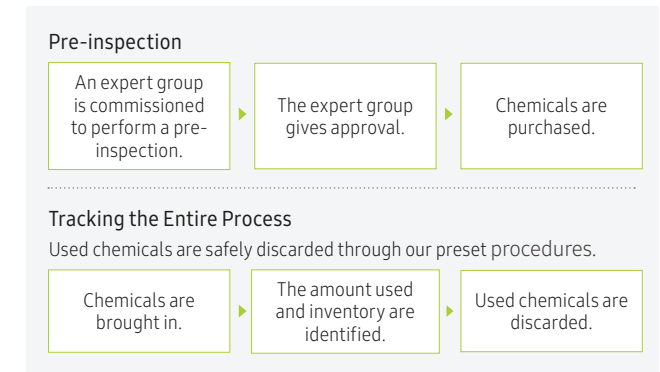 Pre-inspection
An expert group
is commissioned
to perform a pre-
inspection.
The expert group
gives approval.
Chemicals are
purchased.
Tracking the Entire Process
Used chemicals are safely discarded through our preset procedures.
Chemicals are
brought in.
The amount used
and inventory are
identified.
Used chemicals are
discarded.